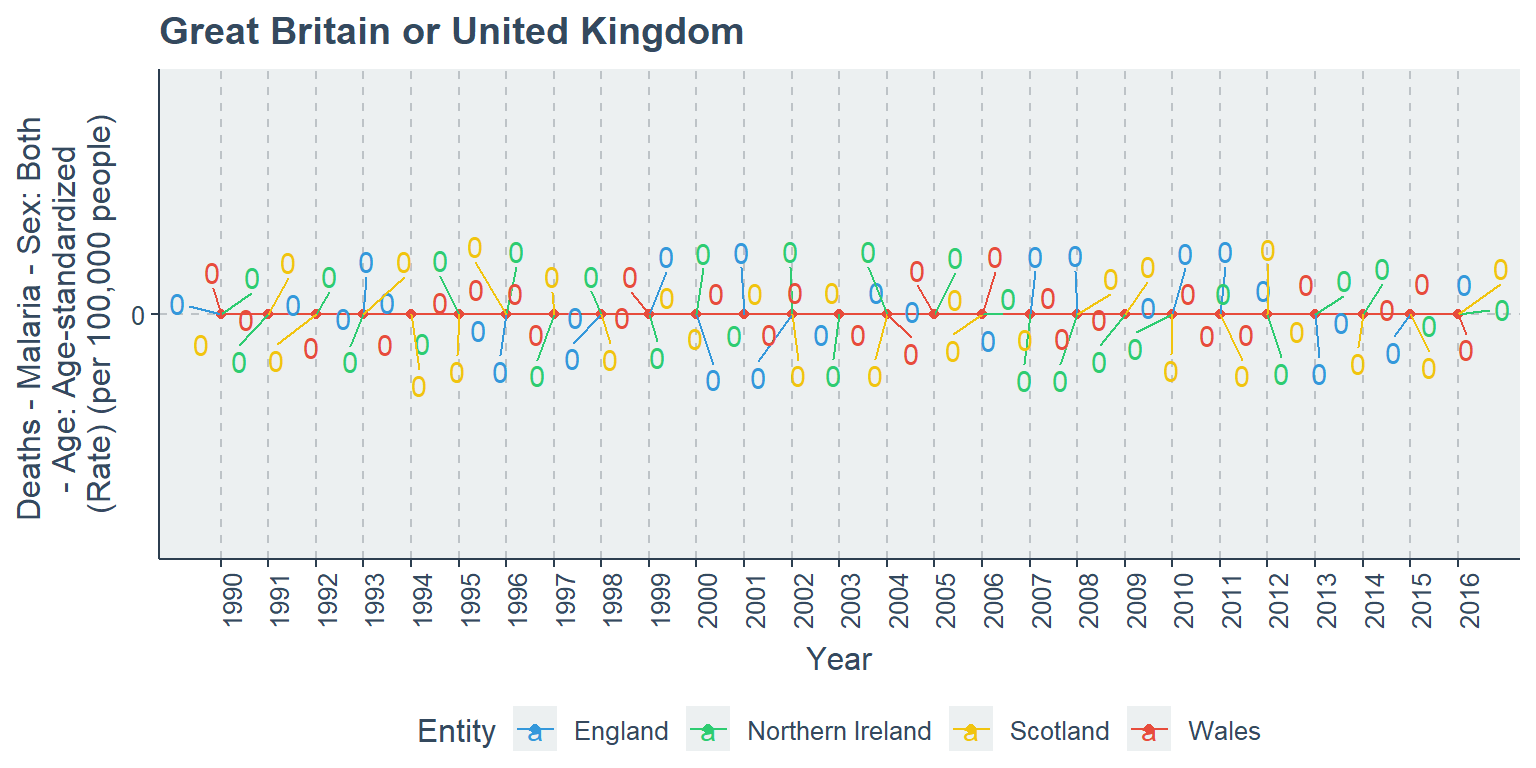 Great Britain or United Kingdom
Deaths - Malaria - Sex: Both
- Age: Age-standardized
(Rate) (per 100,000 people)
0
0 0 0 0 0 0 0 0 0 0 0 0 0 0 0 0 0 0 0 0 0 0 0 0 0 0 0
0 0 0 0 0 0 0 0 0 0 0 0 0 0 0 0 0 0 0 0 0 0 0 0 0 0 0
0 0 0 0 0 0 0 0 0 0 0 0 0 0 0 0 0 0 0 0 0 0 0 0 0 0 0
0 0 0 0 0 0 0 0 0 0 0 0 0 0 0 0 0 0 0 0 0 0 0 0 0 0 0
1990 1991 1992 1993 1994 1995 1996 1997 1998 1999 2000 2001 2002 2003 2004 2005 2006 2007 2008 2009 2010 2011 2012 2013 2014 2015 2016
Year
Entity a England a Northern Ireland a Scotland a Wales